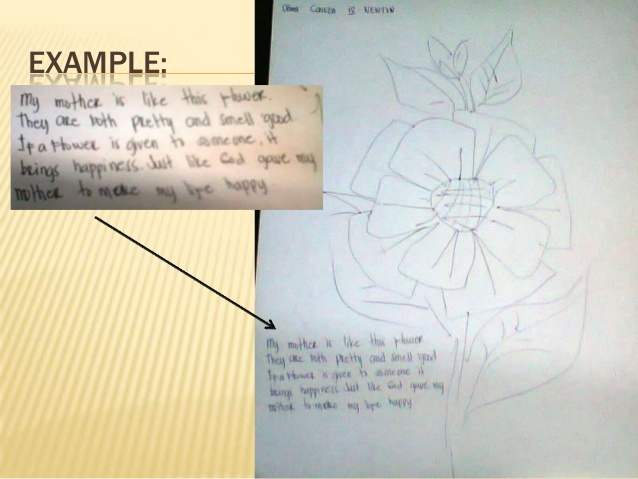 EXAMPLE:
My mother is like this flower.
They are both pretty and smell good.
If a flower is given to someone, it
brings happiness. Just like God gave my
mother to make my life happy.
NEWTON
My mother is like this flower
They are both pretty and smell good
If a flower is given to someone it
brings happiness. Just like God gave my
mother to make my life happy